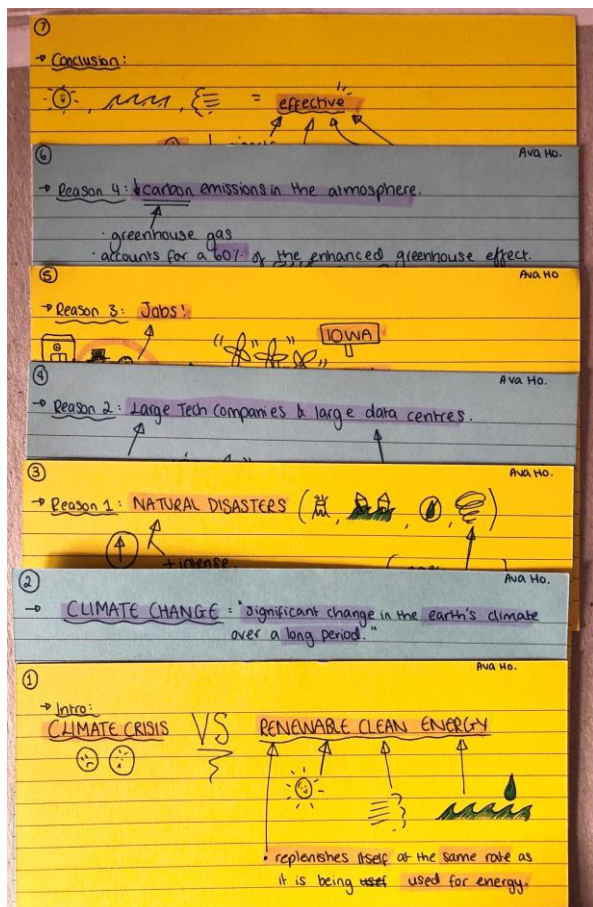 ⑦
→ Conclusion:
, , = effective
⑥ Ava Ho.
→ Reason 4: ↓ carbon emissions in the atmosphere.
· greenhouse gas
· accounts for a 60% of the enhanced greenhouse effect.
⑤ Ava Ho
→ Reason 3: Jobs!
IOWA
④ Ava Ho.
→ Reason 2: Large Tech Companies & large data centres.
③ Ava Ho.
→ Reason 1: NATURAL DISASTERS ( , , , )
+ intense
② Ava Ho.
→ CLIMATE CHANGE = "significant change in the earth's climate
over a long period."
① Ava Ho.
→ Intro:
CLIMATE CRISIS VS RENEWABLE CLEAN ENERGY
• replenishes itself at the same rate as
it is being used for energy.